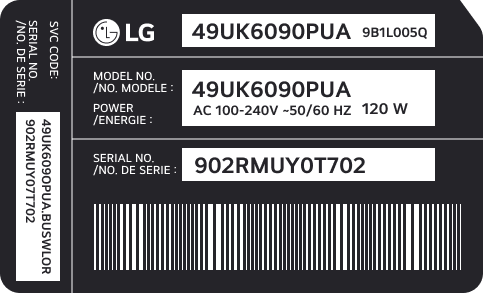 LG 49UK6090PUA 9B1L005Q
MODEL NO.
/NO. MODELE : 49UK6090PUA
POWER
/ENERGIE : AC 100-240V ~50/60 HZ 120 W
SERIAL NO.
/NO. DE SERIE : 902RMUY0T702
SVC CODE: 49UK6090PUA.BUSWLOR
SERIAL NO.
/NO. DE SERIE : 902RMUY07T702